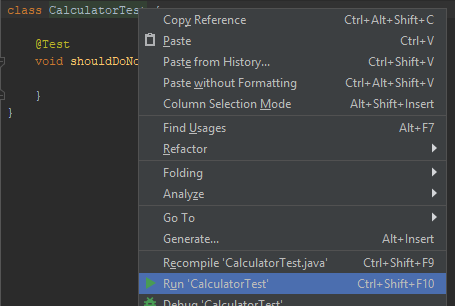 class CalculatorTest {
Copy Reference Ctrl+Alt+Shift+C
@Test
Paste Ctrl+V
void shouldDoNo
Paste from History... Ctrl+Shift+V
Paste without Formatting Ctrl+Alt+Shift+V
}
Column Selection Mode Alt+Shift+Insert
}
Find Usages Alt+F7
Refactor
Folding
Analyze
Go To
Generate... Alt+Insert
Recompile 'CalculatorTest.java' Ctrl+Shift+F9
Run 'CalculatorTest' Ctrl+Shift+F10
Debug 'CalculatorTest'